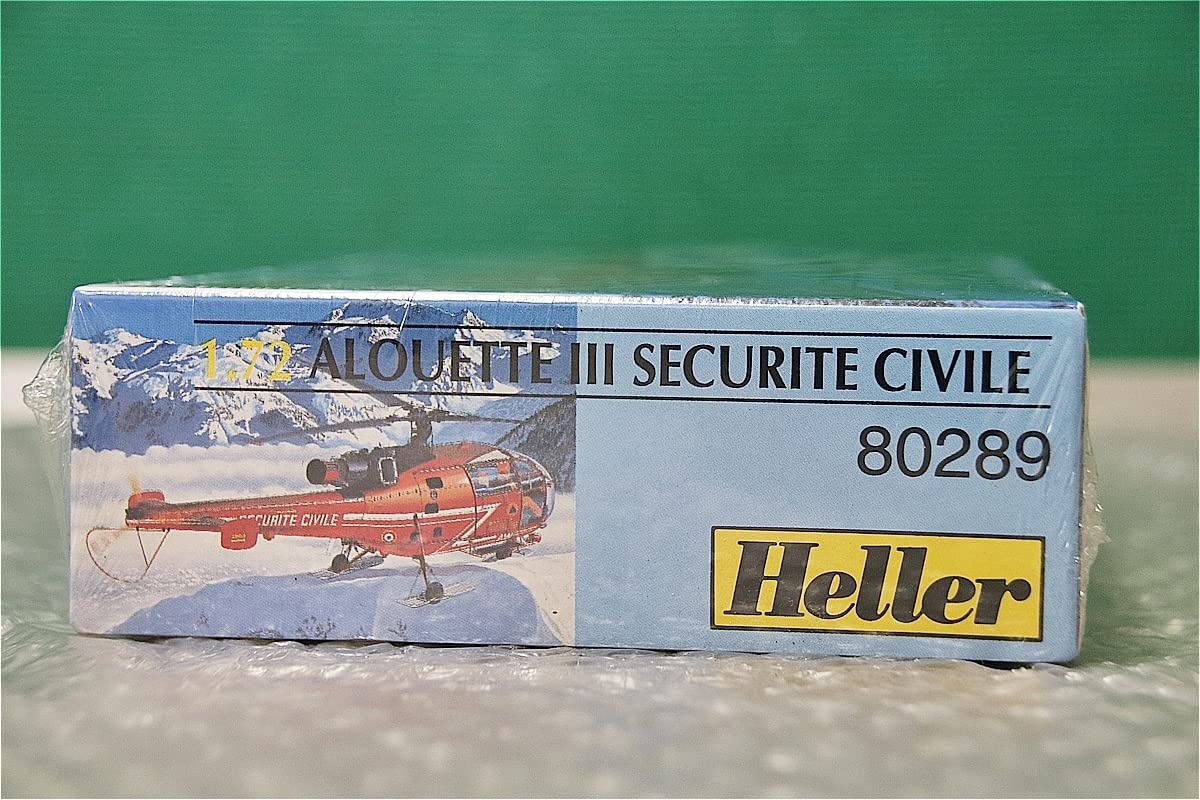 1:72 ALOUETTE III SECURITE CIVILE
80289
SECURITE CIVILE
Heller